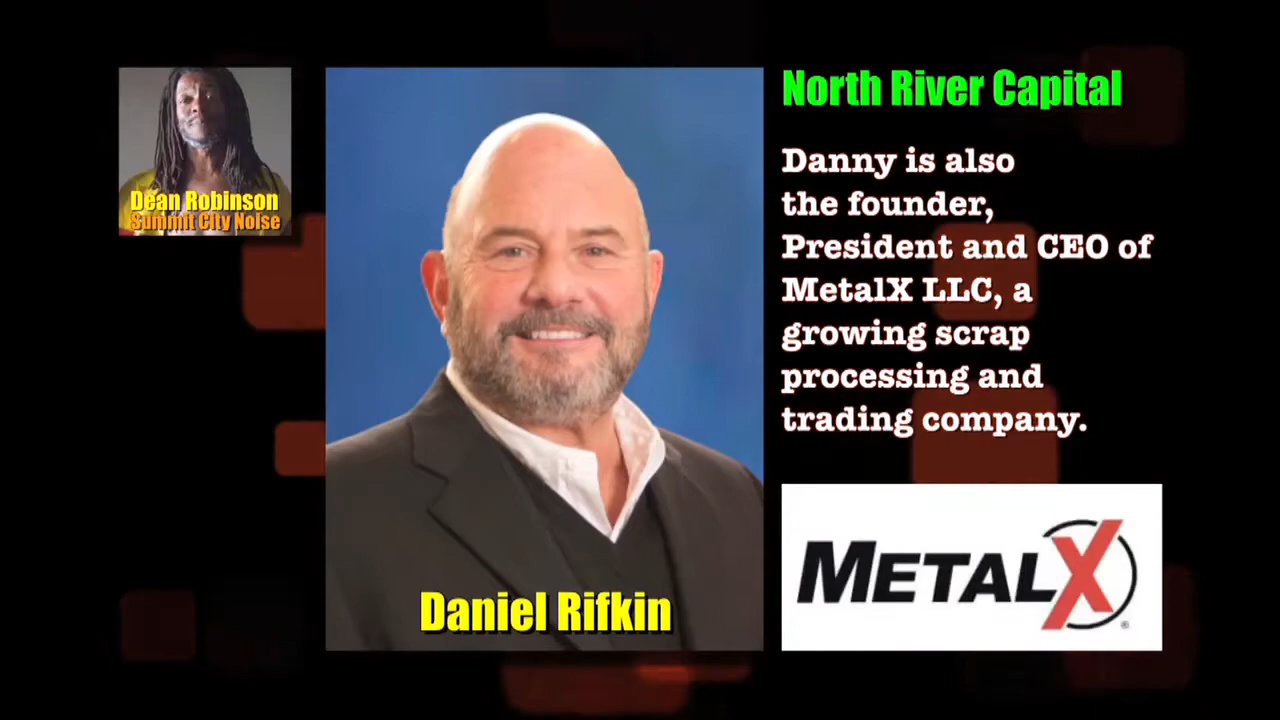 Dean Robinson
Summit City Noise
Daniel Rifkin
North River Capital
Danny is also
the founder,
President and CEO of
MetalX LLC, a
growing scrap
processing and
trading company.
METALX®